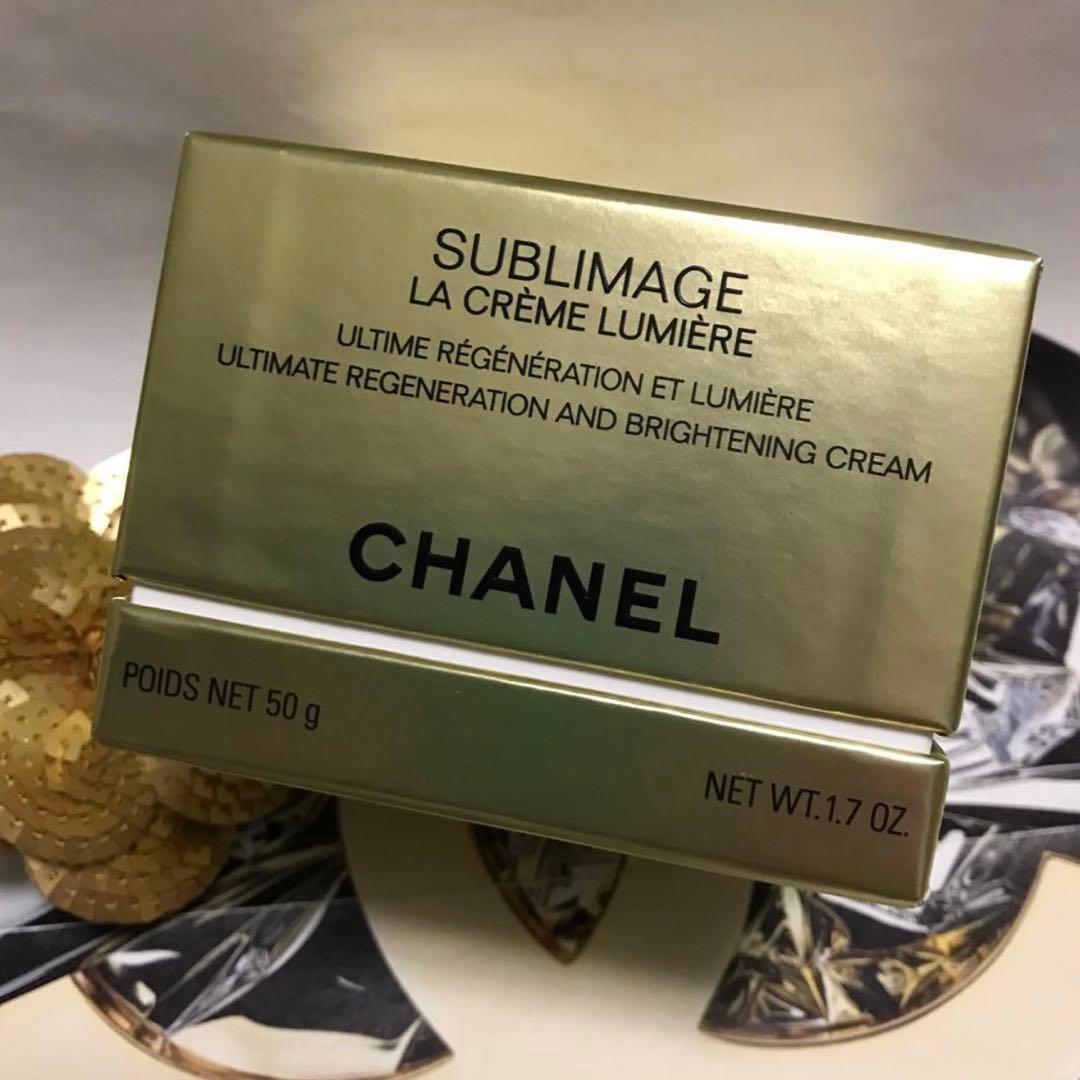 SUBLIMAGE
LA CRÈME LUMIÈRE
ULTIME RÉGÉNÉRATION ET LUMIÈRE
ULTIMATE REGENERATION AND BRIGHTENING CREAM
CHANEL
POIDS NET 50 g
NET WT.1.7 OZ.